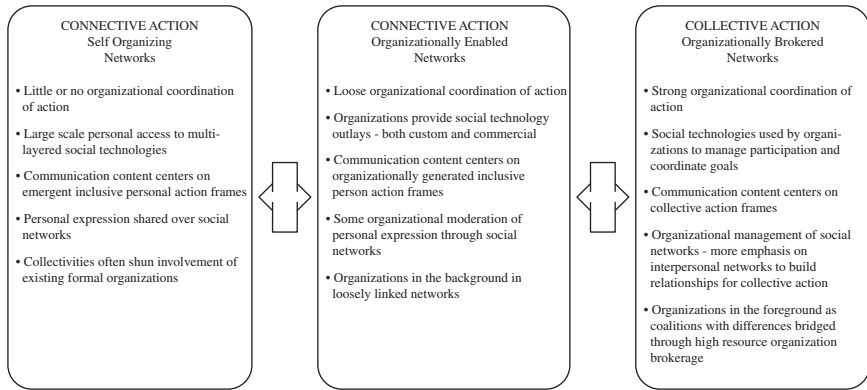 CONNECTIVE ACTION
Self Organizing
Networks
• Little or no organizational coordination
of action
• Large scale personal access to multi-
layered social technologies
• Communication content centers on
emergent inclusive personal action frames
• Personal expression shared over social
networks
• Collectivities often shun involvement of
existing formal organizations
CONNECTIVE ACTION
Organizationally Enabled
Networks
• Loose organizational coordination of action
• Organizations provide social technology
outlays - both custom and commercial
• Communication content centers on
organizationally generated inclusive
person action frames
• Some organizational moderation of
personal expression through social
networks
• Organizations in the background in
loosely linked networks
COLLECTIVE ACTION
Organizationally Brokered
Networks
• Strong organizational coordination of
action
• Social technologies used by organi-
zations to manage participation and
coordinate goals
• Communication content centers on
collective action frames
• Organizational management of social
networks - more emphasis on
interpersonal networks to build
relationships for collective action
• Organizations in the foreground as
coalitions with differences bridged
through high resource organization
brokerage